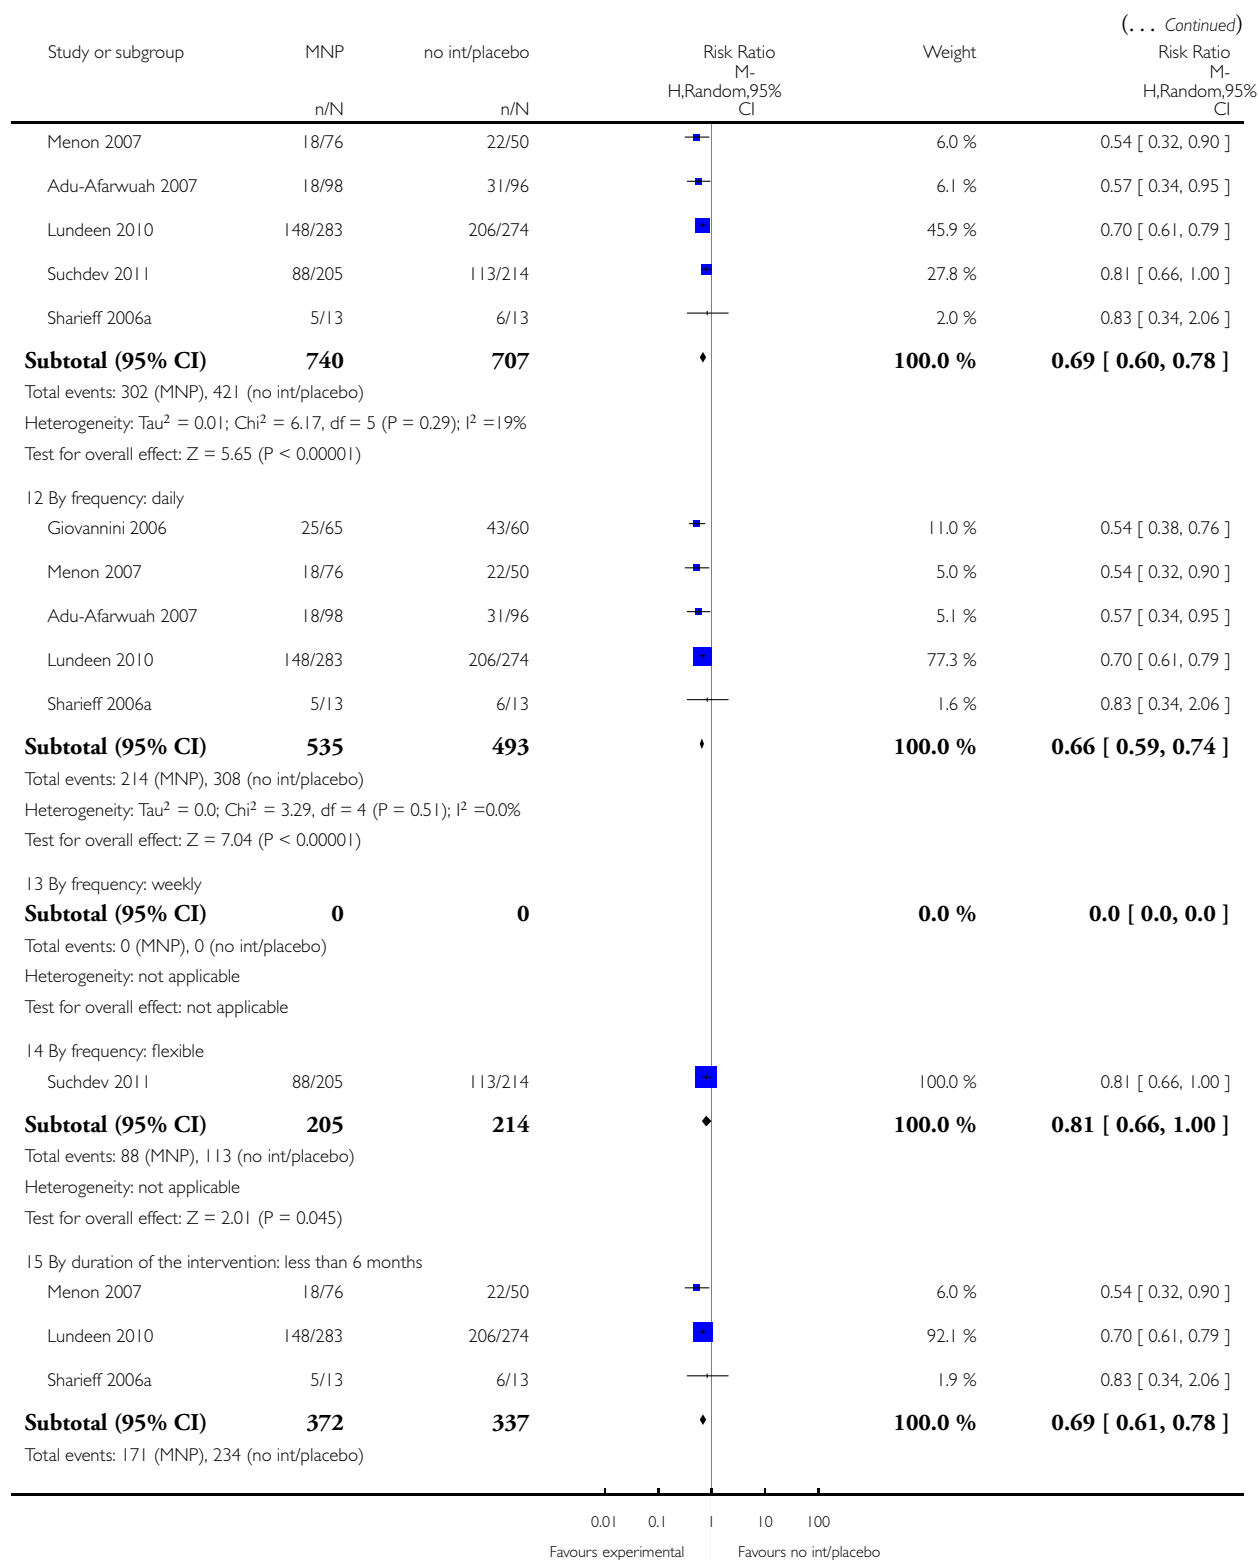 (... Continued)
Study or subgroup MNP no int/placebo Risk Ratio Weight Risk Ratio
M- M-
H,Random,95% H,Random,95%
n/N n/N CI CI
Menon 2007 18/76 22/50 6.0 % 0.54 [ 0.32, 0.90 ]
Adu-Afarwuah 2007 18/98 31/96 6.1 % 0.57 [ 0.34, 0.95 ]
Lundeen 2010 148/283 206/274 45.9 % 0.70 [ 0.61, 0.79 ]
Suchdev 2011 88/205 113/214 27.8 % 0.81 [ 0.66, 1.00 ]
Sharieff 2006a 5/13 6/13 2.0 % 0.83 [ 0.34, 2.06 ]
Subtotal (95% CI) 740 707 100.0 % 0.69 [ 0.60, 0.78 ]
Total events: 302 (MNP), 421 (no int/placebo)
Heterogeneity: Tau² = 0.01; Chi² = 6.17, df = 5 (P = 0.29); I² =19%
Test for overall effect: Z = 5.65 (P < 0.00001)
12 By frequency: daily
Giovannini 2006 25/65 43/60 11.0 % 0.54 [ 0.38, 0.76 ]
Menon 2007 18/76 22/50 5.0 % 0.54 [ 0.32, 0.90 ]
Adu-Afarwuah 2007 18/98 31/96 5.1 % 0.57 [ 0.34, 0.95 ]
Lundeen 2010 148/283 206/274 77.3 % 0.70 [ 0.61, 0.79 ]
Sharieff 2006a 5/13 6/13 1.6 % 0.83 [ 0.34, 2.06 ]
Subtotal (95% CI) 535 493 100.0 % 0.66 [ 0.59, 0.74 ]
Total events: 214 (MNP), 308 (no int/placebo)
Heterogeneity: Tau² = 0.0; Chi² = 3.29, df = 4 (P = 0.51); I² =0.0%
Test for overall effect: Z = 7.04 (P < 0.00001)
13 By frequency: weekly
Subtotal (95% CI) 0 0 0.0 % 0.0 [ 0.0, 0.0 ]
Total events: 0 (MNP), 0 (no int/placebo)
Heterogeneity: not applicable
Test for overall effect: not applicable
14 By frequency: flexible
Suchdev 2011 88/205 113/214 100.0 % 0.81 [ 0.66, 1.00 ]
Subtotal (95% CI) 205 214 100.0 % 0.81 [ 0.66, 1.00 ]
Total events: 88 (MNP), 113 (no int/placebo)
Heterogeneity: not applicable
Test for overall effect: Z = 2.01 (P = 0.045)
15 By duration of the intervention: less than 6 months
Menon 2007 18/76 22/50 6.0 % 0.54 [ 0.32, 0.90 ]
Lundeen 2010 148/283 206/274 92.1 % 0.70 [ 0.61, 0.79 ]
Sharieff 2006a 5/13 6/13 1.9 % 0.83 [ 0.34, 2.06 ]
Subtotal (95% CI) 372 337 100.0 % 0.69 [ 0.61, 0.78 ]
Total events: 171 (MNP), 234 (no int/placebo)
0.01 0.1 1 10 100
Favours experimental Favours no int/placebo